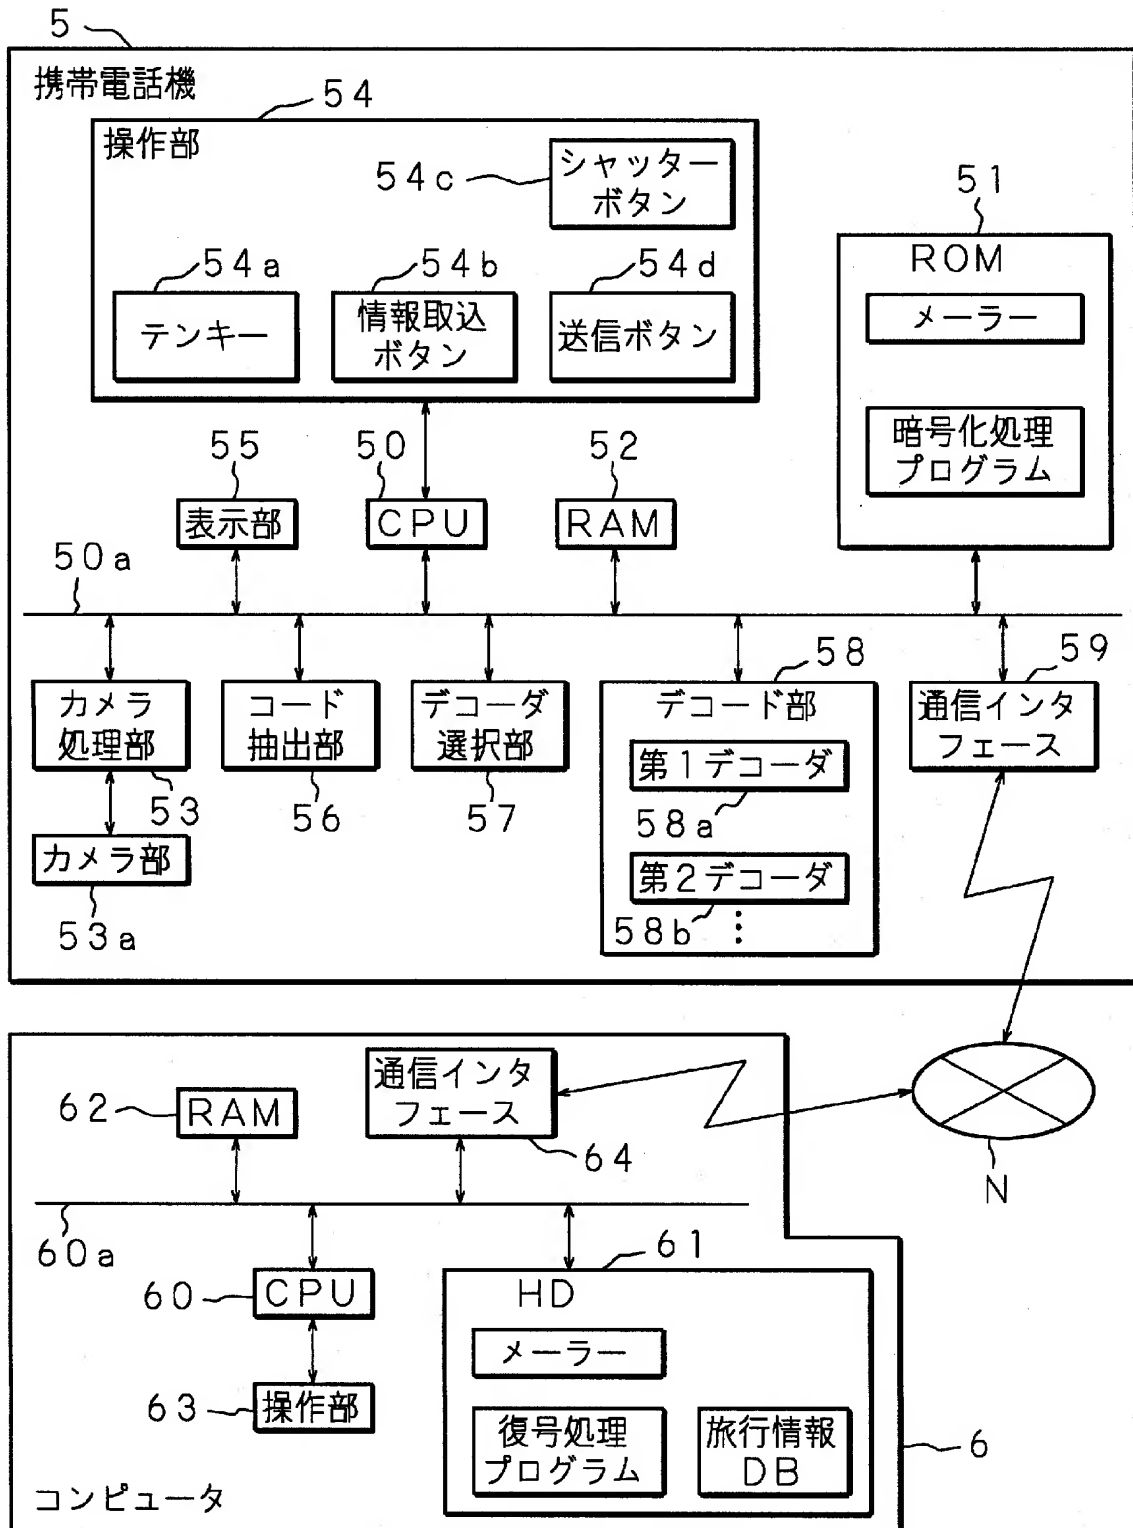 5
携帯電話機
54
操作部
54c
シャッター
ボタン
51
ROM
メーラー
暗号化処理
プログラム
54a
テンキー
54b
情報取込
ボタン
54d
送信ボタン
55
表示部
50
CPU
52
RAM
50a
カメラ
処理部
53
カメラ部
53a
コード
抽出部
56
デコーダ
選択部
57
58
デコード部
第1デコーダ
58a
第2デコーダ
58b
59
通信インタ
フェース
N
62
RAM
通信インタ
フェース
64
60a
60
CPU
63
操作部
61
HD
メーラー
復号処理
プログラム
旅行情報
DB
6
コンピュータ